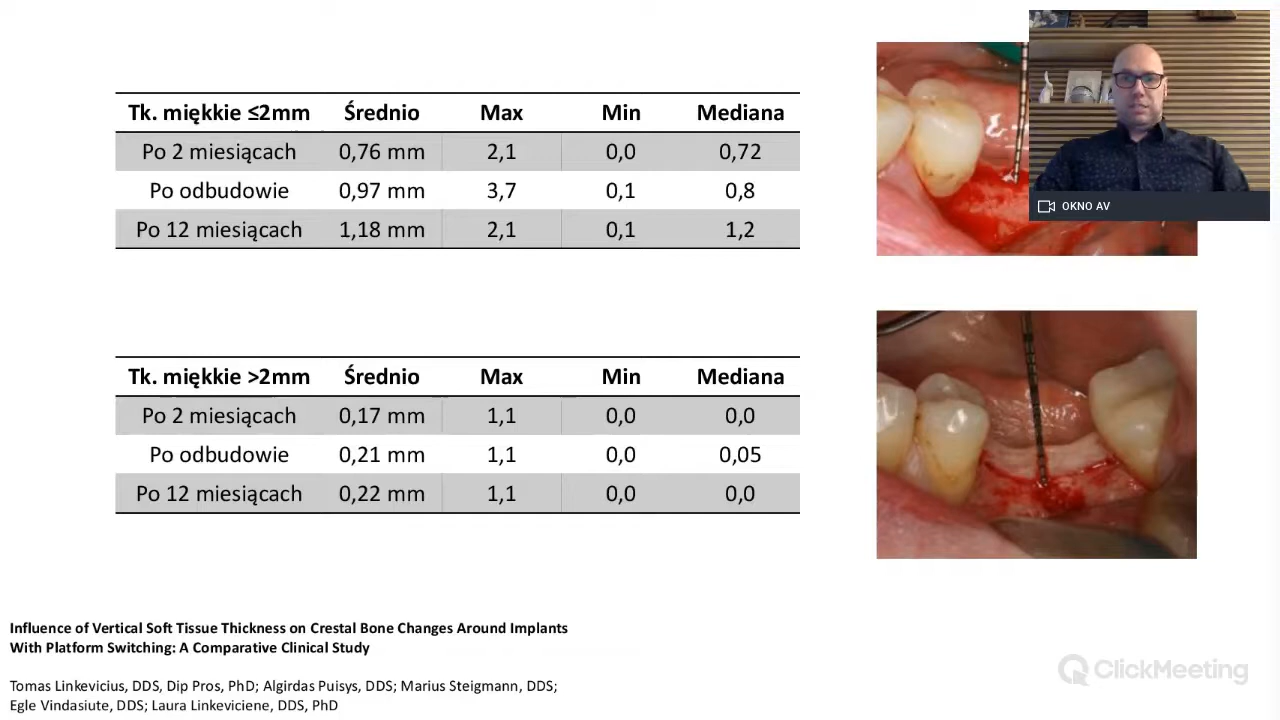 Tk. miękkie ≤2mm Średnio Max Min Mediana
Po 2 miesiącach 0,76 mm 2,1 0,0 0,72
Po odbudowie 0,97 mm 3,7 0,1 0,8
Po 12 miesiącach 1,18 mm 2,1 0,1 1,2
OKNO AV
Tk. miękkie >2mm Średnio Max Min Mediana
Po 2 miesiącach 0,17 mm 1,1 0,0 0,0
Po odbudowie 0,21 mm 1,1 0,0 0,05
Po 12 miesiącach 0,22 mm 1,1 0,0 0,0
Influence of Vertical Soft Tissue Thickness on Crestal Bone Changes Around Implants
With Platform Switching: A Comparative Clinical Study
Tomas Linkevicius, DDS, Dip Pros, PhD; Algirdas Puisys, DDS; Marius Steigmann, DDS;
Egle Vindasiute, DDS; Laura Linkeviciene, DDS, PhD
ClickMeeting